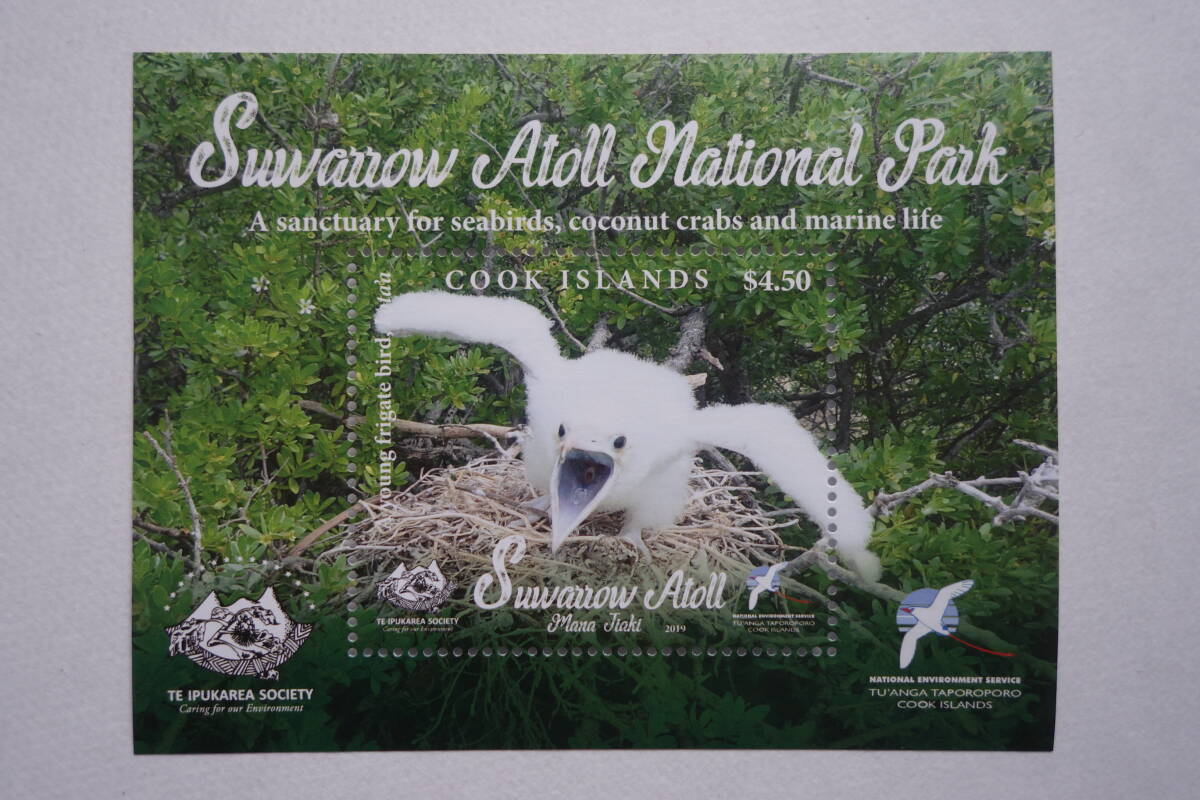 Suwarrow Atoll National Park
A sanctuary for seabirds, coconut crabs and marine life
COOK ISLANDS $4.50
young frigate bird,
Suwarrow Atoll
Mana Tiaki 2019
TE IPUKAREA SOCIETY
Caring for our Environment
NATIONAL ENVIRONMENT SERVICE
TU'ANGA TAPOROPORO
COOK ISLANDS
TE IPUKAREA SOCIETY
Caring for our Environment
NATIONAL ENVIRONMENT SERVICE
TU'ANGA TAPOROPORO
COOK ISLANDS